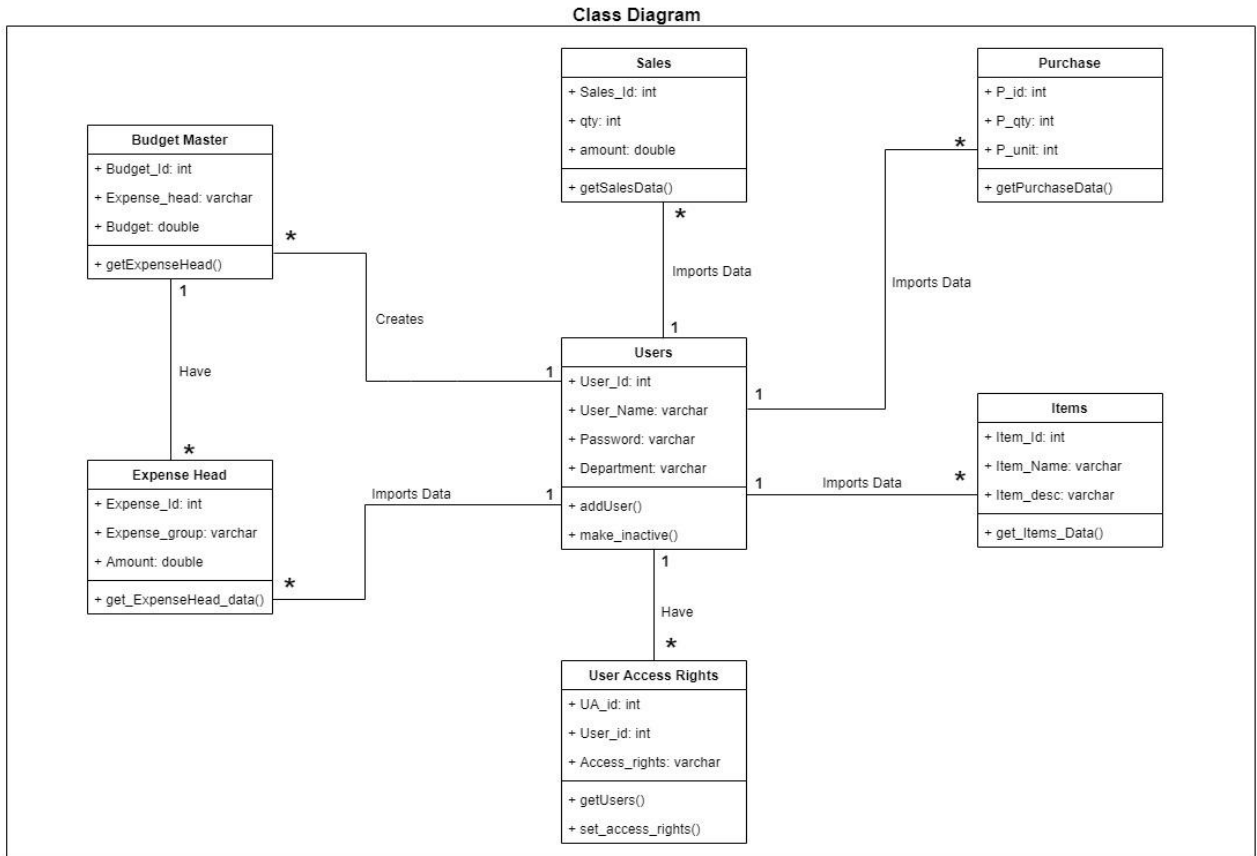 Class Diagram
Sales
+ Sales_Id: int
+ qty: int
+ amount: double
+ getSalesData()
*
Purchase
+ P_id: int
+ P_qty: int
+ P_unit: int
+ getPurchaseData()
*
Budget Master
+ Budget_Id: int
+ Expense_head: varchar
+ Budget: double
+ getExpenseHead()
*
1
Imports Data
Imports Data
Creates
1
Have
Users
+ User_Id: int
+ User_Name: varchar
+ Password: varchar
+ Department: varchar
+ addUser()
+ make_inactive()
1
1
Items
+ Item_Id: int
+ Item_Name: varchar
+ Item_desc: varchar
+ get_Items_Data()
*
Expense Head
+ Expense_Id: int
+ Expense_group: varchar
+ Amount: double
+ get_ExpenseHead_data()
*
Imports Data
1
1
Imports Data
*
1
Have
*
User Access Rights
+ UA_id: int
+ User_id: int
+ Access_rights: varchar
+ getUsers()
+ set_access_rights()